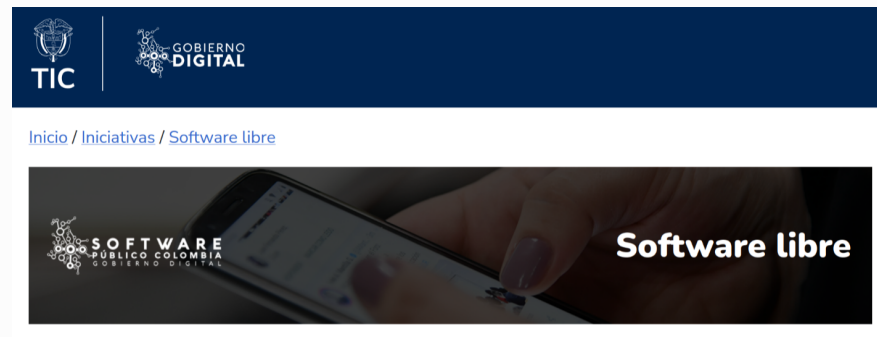 TIC
GOBIERNO
DIGITAL
Inicio / Iniciativas / Software libre
SOFTWARE
PÚBLICO COLOMBIA
GOBIERNO DIGITAL
Software libre